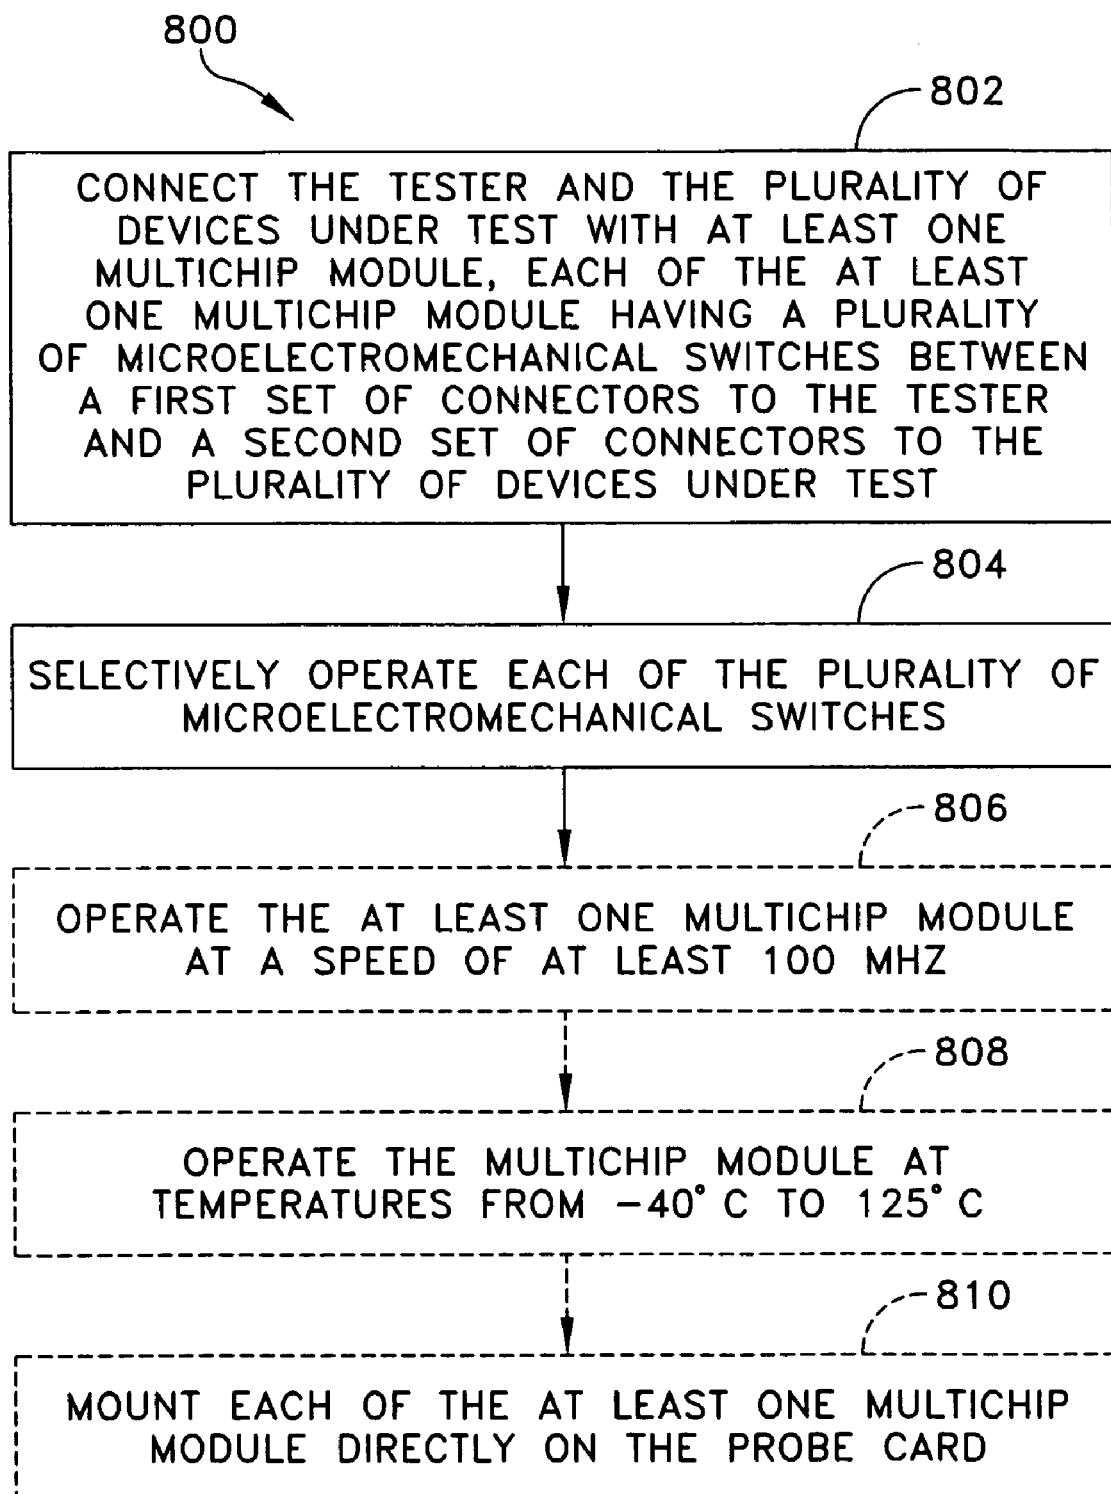 800
802
CONNECT THE TESTER AND THE PLURALITY OF
DEVICES UNDER TEST WITH AT LEAST ONE
MULTICHIP MODULE, EACH OF THE AT LEAST
ONE MULTICHIP MODULE HAVING A PLURALITY
OF MICROELECTROMECHANICAL SWITCHES BETWEEN
A FIRST SET OF CONNECTORS TO THE TESTER
AND A SECOND SET OF CONNECTORS TO THE
PLURALITY OF DEVICES UNDER TEST
804
SELECTIVELY OPERATE EACH OF THE PLURALITY OF
MICROELECTROMECHANICAL SWITCHES
806
OPERATE THE AT LEAST ONE MULTICHIP MODULE
AT A SPEED OF AT LEAST 100 MHZ
808
OPERATE THE MULTICHIP MODULE AT
TEMPERATURES FROM −40° C TO 125° C
810
MOUNT EACH OF THE AT LEAST ONE MULTICHIP
MODULE DIRECTLY ON THE PROBE CARD